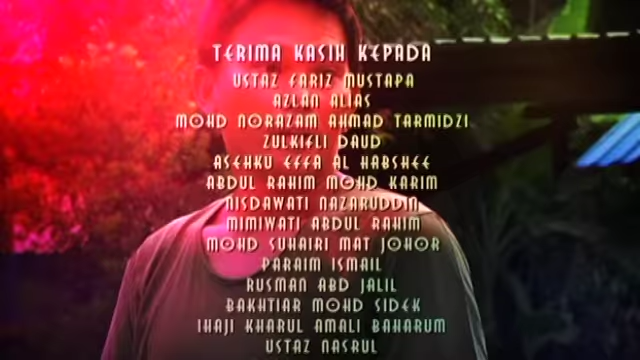 TERIMA KASIH KEPADA
USTAZ FARIZ MUSTAPA
AZLAN ALIAS
MOHD NORAZAM AHMAD TARMIDZI
ZULKIFLI DAUD
ASEHKU EFFA AL HABSHEE
ABDUL RAHIM MOHD KARIM
NISDAWATI NAZARUDDIN
MIMIWATI ABDUL RAHIM
MOHD SUHAIRI MAT JOHOR
PARAIM ISMAIL
RUSMAN ABD JALIL
BAKHTIAR MOHD SIDEK
IHAJI KHARUL AMALI BAHARUM
USTAZ NASRUL